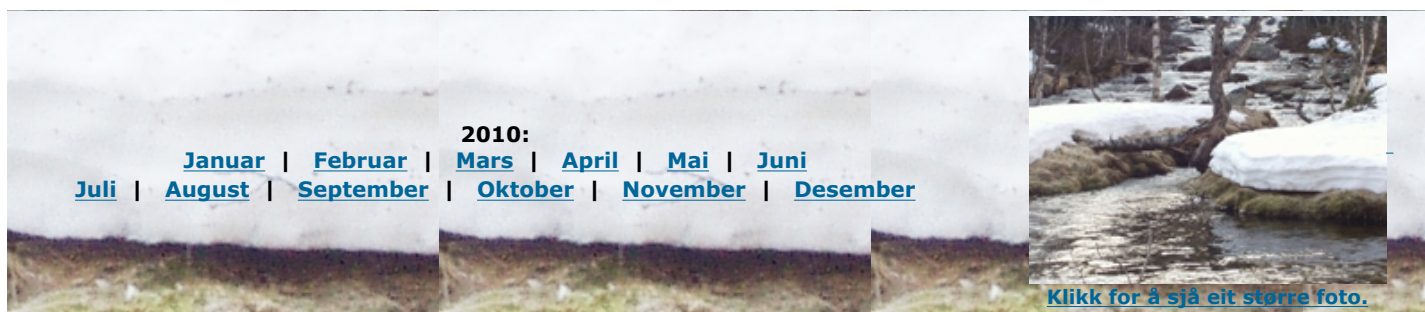 2010:
Januar | Februar | Mars | April | Mai | Juni
Juli | August | September | Oktober | November | Desember
Klikk for å sjå eit større foto.